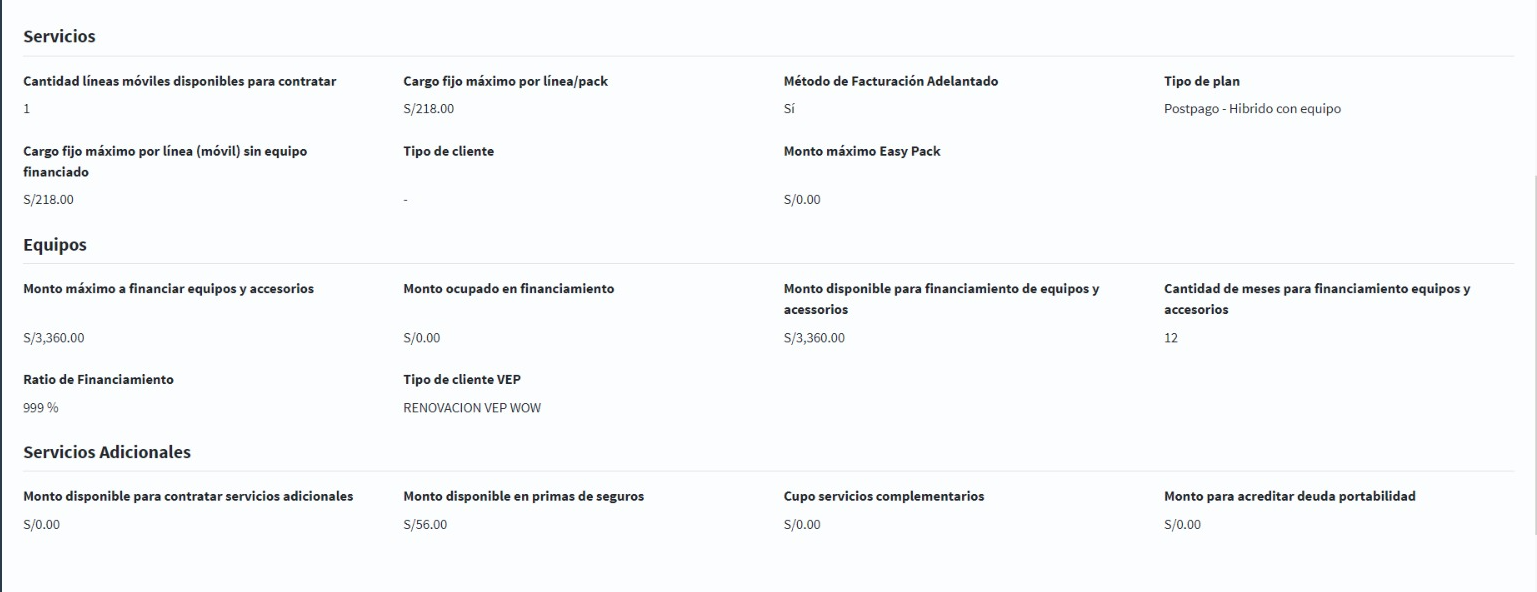 Servicios
Cantidad líneas móviles disponibles para contratar
1
Cargo fijo máximo por línea/pack
S/218.00
Método de Facturación Adelantado
Sí
Tipo de plan
Postpago - Hibrido con equipo
Cargo fijo máximo por línea (móvil) sin equipo
financiado
S/218.00
Tipo de cliente
-
Monto máximo Easy Pack
S/0.00
Equipos
Monto máximo a financiar equipos y accesorios
S/3,360.00
Monto ocupado en financiamiento
S/0.00
Monto disponible para financiamiento de equipos y
acessorios
S/3,360.00
Cantidad de meses para financiamiento equipos y
accesorios
12
Ratio de Financiamiento
999 %
Tipo de cliente VEP
RENOVACION VEP WOW
Servicios Adicionales
Monto disponible para contratar servicios adicionales
S/0.00
Monto disponible en primas de seguros
S/56.00
Cupo servicios complementarios
S/0.00
Monto para acreditar deuda portabilidad
S/0.00